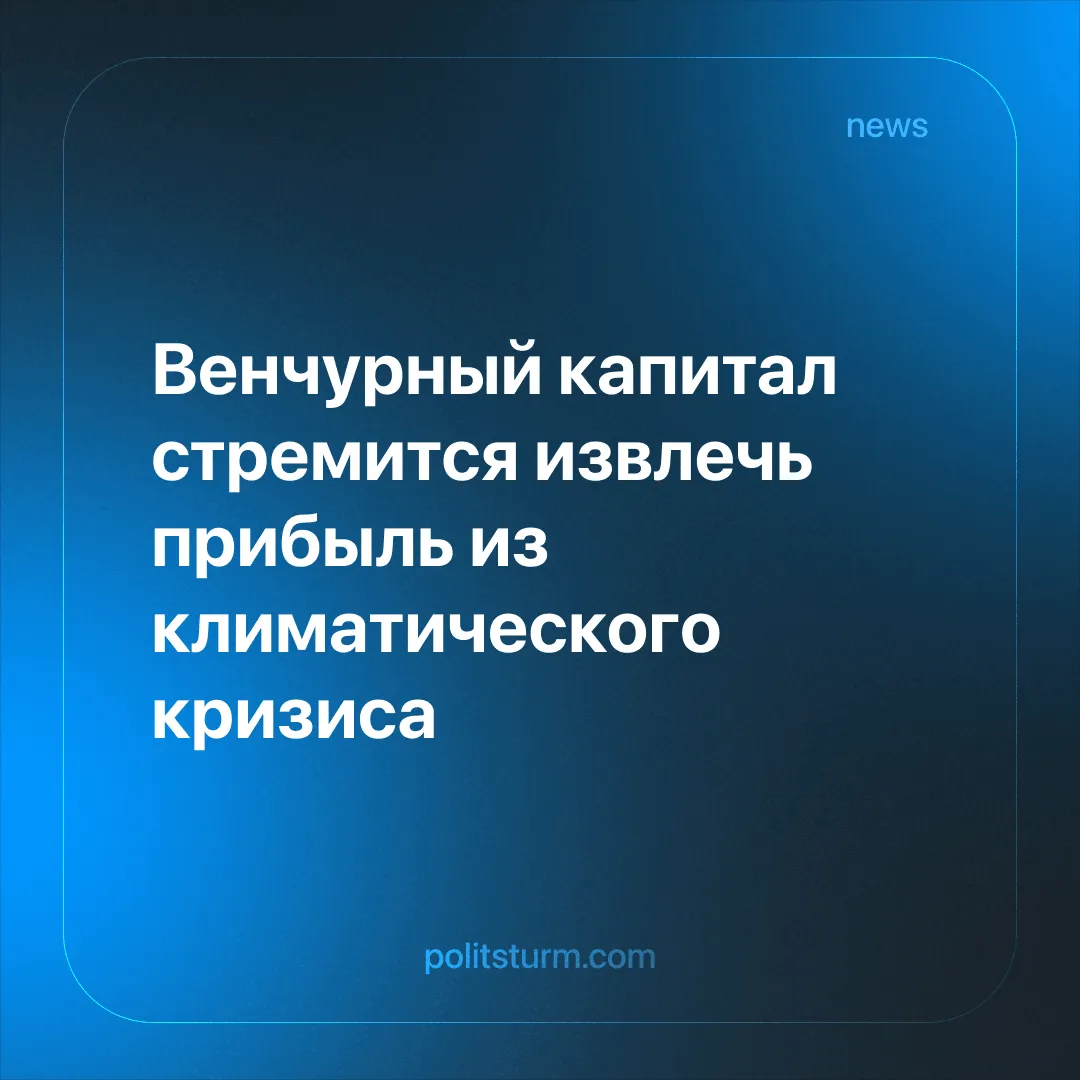 news
Венчурный капитал
стремится извлечь
прибыль из
климатического
кризиса
politsturm.com